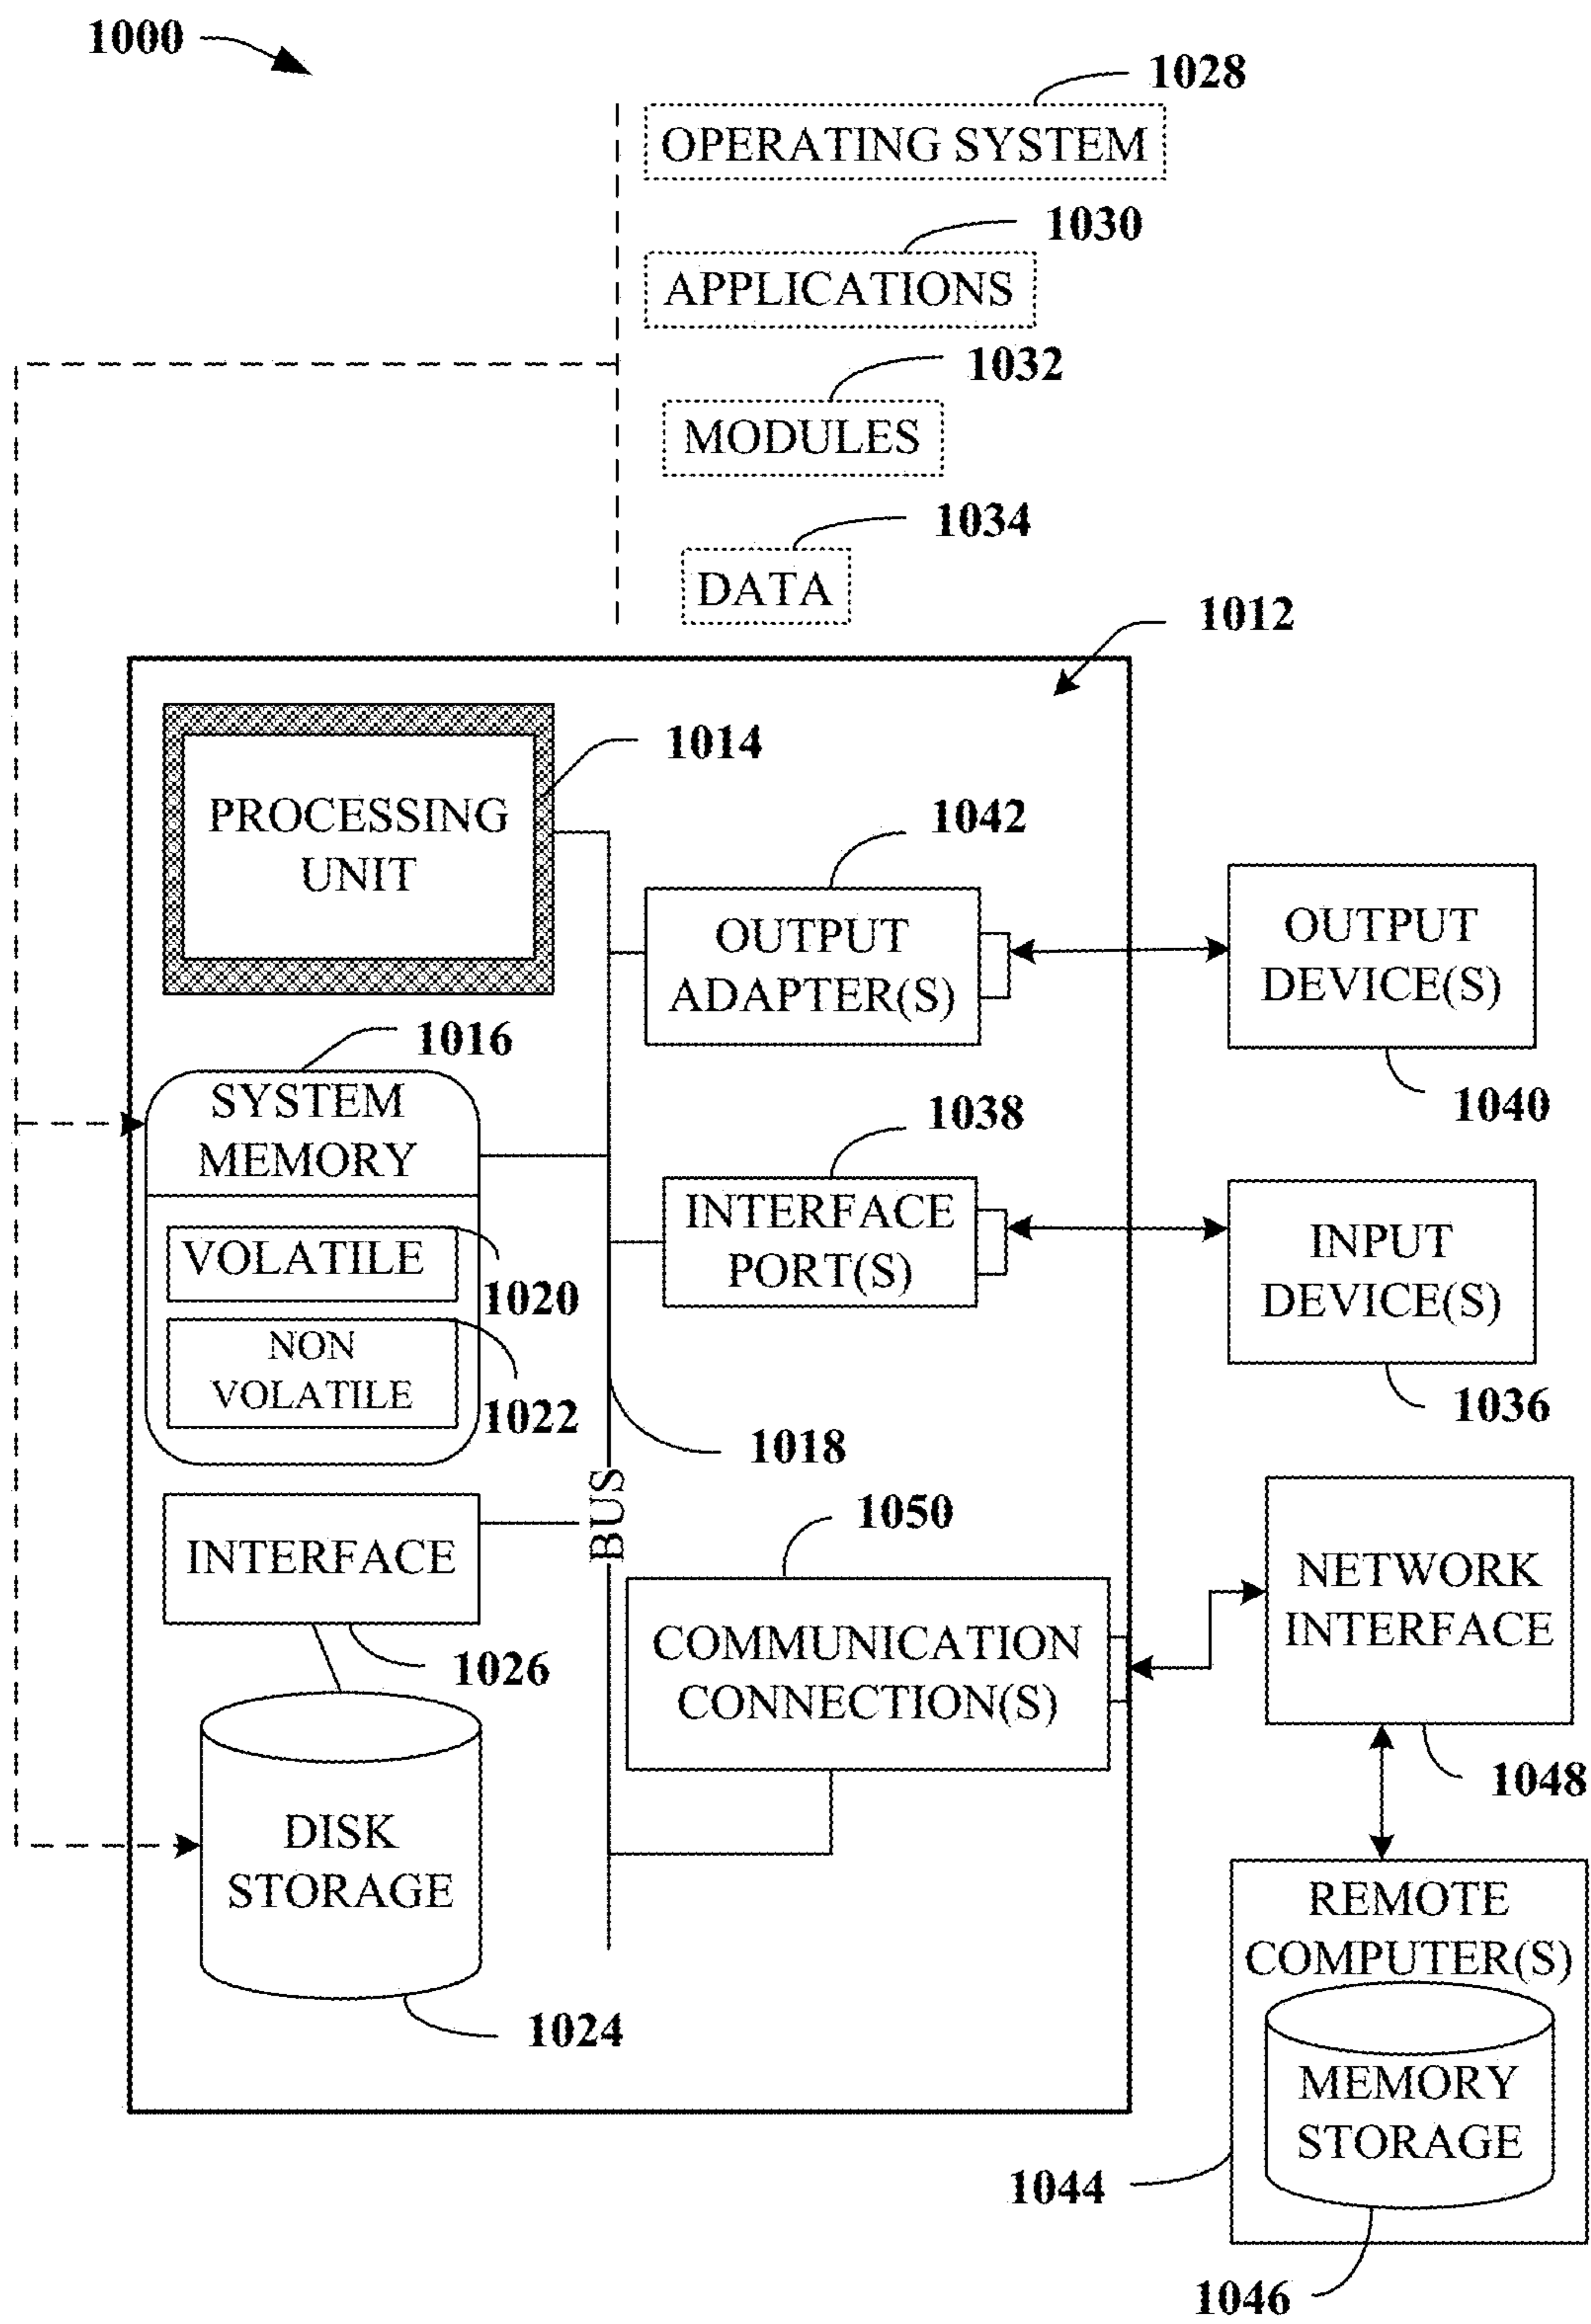 1000
1028
OPERATING SYSTEM
1030
APPLICATIONS
1032
MODULES
1034
DATA
1012
1014
PROCESSING
UNIT
1042
OUTPUT
ADAPTER(S)
OUTPUT
DEVICE(S)
1040
1016
SYSTEM
MEMORY
VOLATILE
1020
NON
VOLATILE
1022
1038
INTERFACE
PORT(S)
INPUT
DEVICE(S)
1036
1018
BUS
INTERFACE
1026
1050
COMMUNICATION
CONNECTION(S)
NETWORK
INTERFACE
1048
DISK
STORAGE
1024
REMOTE
COMPUTER(S)
MEMORY
STORAGE
1044
1046